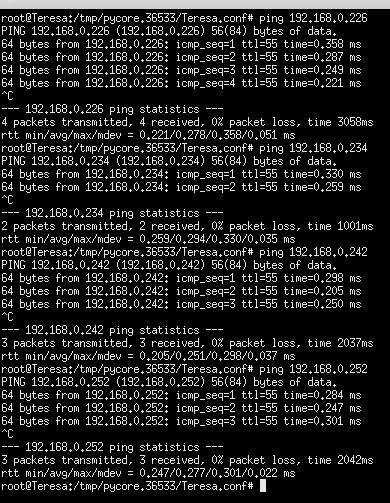 root@Teresa:/tmp/pycore.36533/Teresa.conf# ping 192.168.0.226
PING 192.168.0.226 (192.168.0.226) 56(84) bytes of data.
64 bytes from 192.168.0.226: icmp_seq=1 ttl=55 time=0.358 ms
64 bytes from 192.168.0.226: icmp_seq=2 ttl=55 time=0.287 ms
64 bytes from 192.168.0.226: icmp_seq=3 ttl=55 time=0.249 ms
64 bytes from 192.168.0.226: icmp_seq=4 ttl=55 time=0.221 ms
^C
--- 192.168.0.226 ping statistics ---
4 packets transmitted, 4 received, 0% packet loss, time 3058ms
rtt min/avg/max/mdev = 0.221/0.278/0.358/0.051 ms
root@Teresa:/tmp/pycore.36533/Teresa.conf# ping 192.168.0.234
PING 192.168.0.234 (192.168.0.234) 56(84) bytes of data.
64 bytes from 192.168.0.234: icmp_seq=1 ttl=55 time=0.330 ms
64 bytes from 192.168.0.234: icmp_seq=2 ttl=55 time=0.259 ms
^C
--- 192.168.0.234 ping statistics ---
2 packets transmitted, 2 received, 0% packet loss, time 1001ms
rtt min/avg/max/mdev = 0.259/0.294/0.330/0.035 ms
root@Teresa:/tmp/pycore.36533/Teresa.conf# ping 192.168.0.242
PING 192.168.0.242 (192.168.0.242) 56(84) bytes of data.
64 bytes from 192.168.0.242: icmp_seq=1 ttl=55 time=0.298 ms
64 bytes from 192.168.0.242: icmp_seq=2 ttl=55 time=0.205 ms
64 bytes from 192.168.0.242: icmp_seq=3 ttl=55 time=0.250 ms
^C
--- 192.168.0.242 ping statistics ---
3 packets transmitted, 3 received, 0% packet loss, time 2037ms
rtt min/avg/max/mdev = 0.205/0.251/0.298/0.037 ms
root@Teresa:/tmp/pycore.36533/Teresa.conf# ping 192.168.0.252
PING 192.168.0.252 (192.168.0.252) 56(84) bytes of data.
64 bytes from 192.168.0.252: icmp_seq=1 ttl=55 time=0.284 ms
64 bytes from 192.168.0.252: icmp_seq=2 ttl=55 time=0.247 ms
64 bytes from 192.168.0.252: icmp_seq=3 ttl=55 time=0.301 ms
^C
--- 192.168.0.252 ping statistics ---
3 packets transmitted, 3 received, 0% packet loss, time 2042ms
rtt min/avg/max/mdev = 0.247/0.277/0.301/0.022 ms
root@Teresa:/tmp/pycore.36533/Teresa.conf#